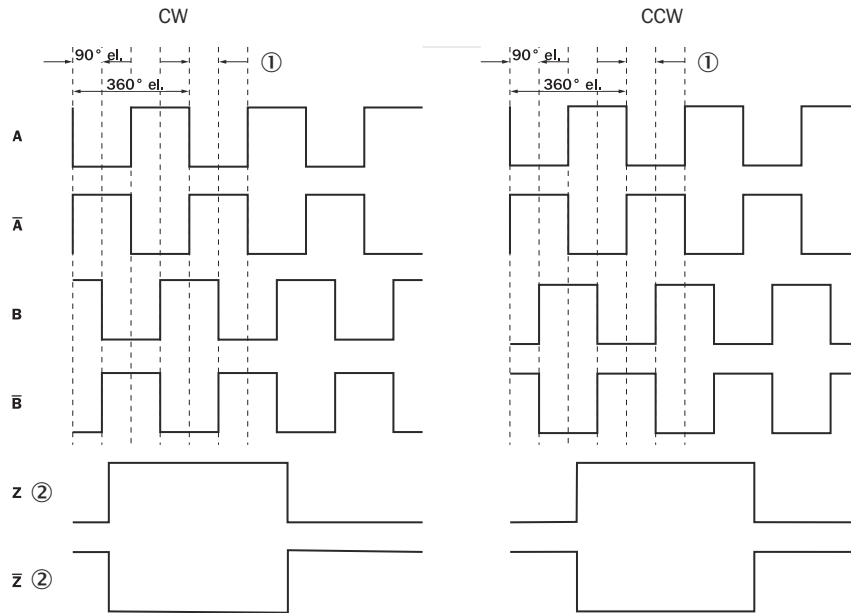 CW CCW
90° el. ① 90° el. ①
360° el. 360° el.
A
A̅
B
B̅
Z ②
Z̅ ②